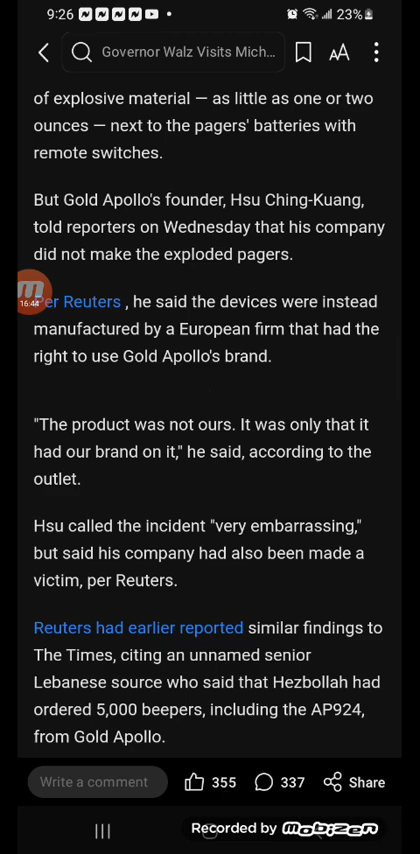 9:26
23%
Governor Walz Visits Mich...
AA
of explosive material — as little as one or two
ounces — next to the pagers' batteries with
remote switches.
But Gold Apollo's founder, Hsu Ching-Kuang,
told reporters on Wednesday that his company
did not make the exploded pagers.
Per Reuters , he said the devices were instead
manufactured by a European firm that had the
right to use Gold Apollo's brand.
16:44
"The product was not ours. It was only that it
had our brand on it," he said, according to the
outlet.
Hsu called the incident "very embarrassing,"
but said his company had also been made a
victim, per Reuters.
Reuters had earlier reported similar findings to
The Times, citing an unnamed senior
Lebanese source who said that Hezbollah had
ordered 5,000 beepers, including the AP924,
from Gold Apollo.
Write a comment 355 337 Share
Recorded by mobizen